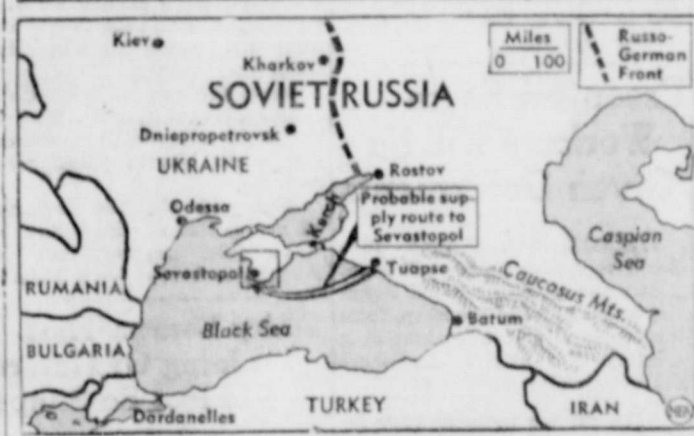 Kiev
Miles
0 100
Russo-
German
Front
Kharkov
SOVIET RUSSIA
Dniepropetrovsk
UKRAINE
Rostov
Odessa
Kerch
Probable sup-
ply route to
Sevastopol
Caspian
Sea
Sevastopol
Tuapse
RUMANIA
Caucasus Mts.
Black Sea
Batum
BULGARIA
Dardanelles
TURKEY
IRAN
NEA